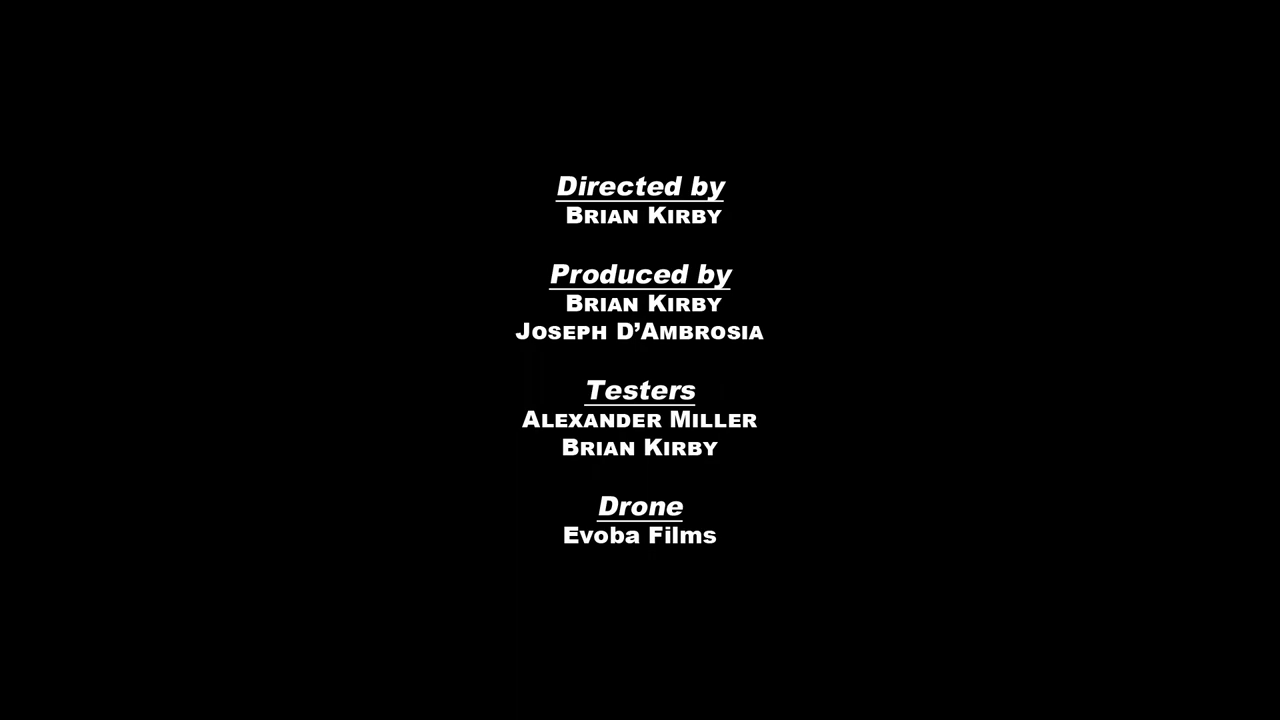 Directed by
Brian Kirby
Produced by
Brian Kirby
Joseph D’Ambrosia
Testers
Alexander Miller
Brian Kirby
Drone
Evoba Films